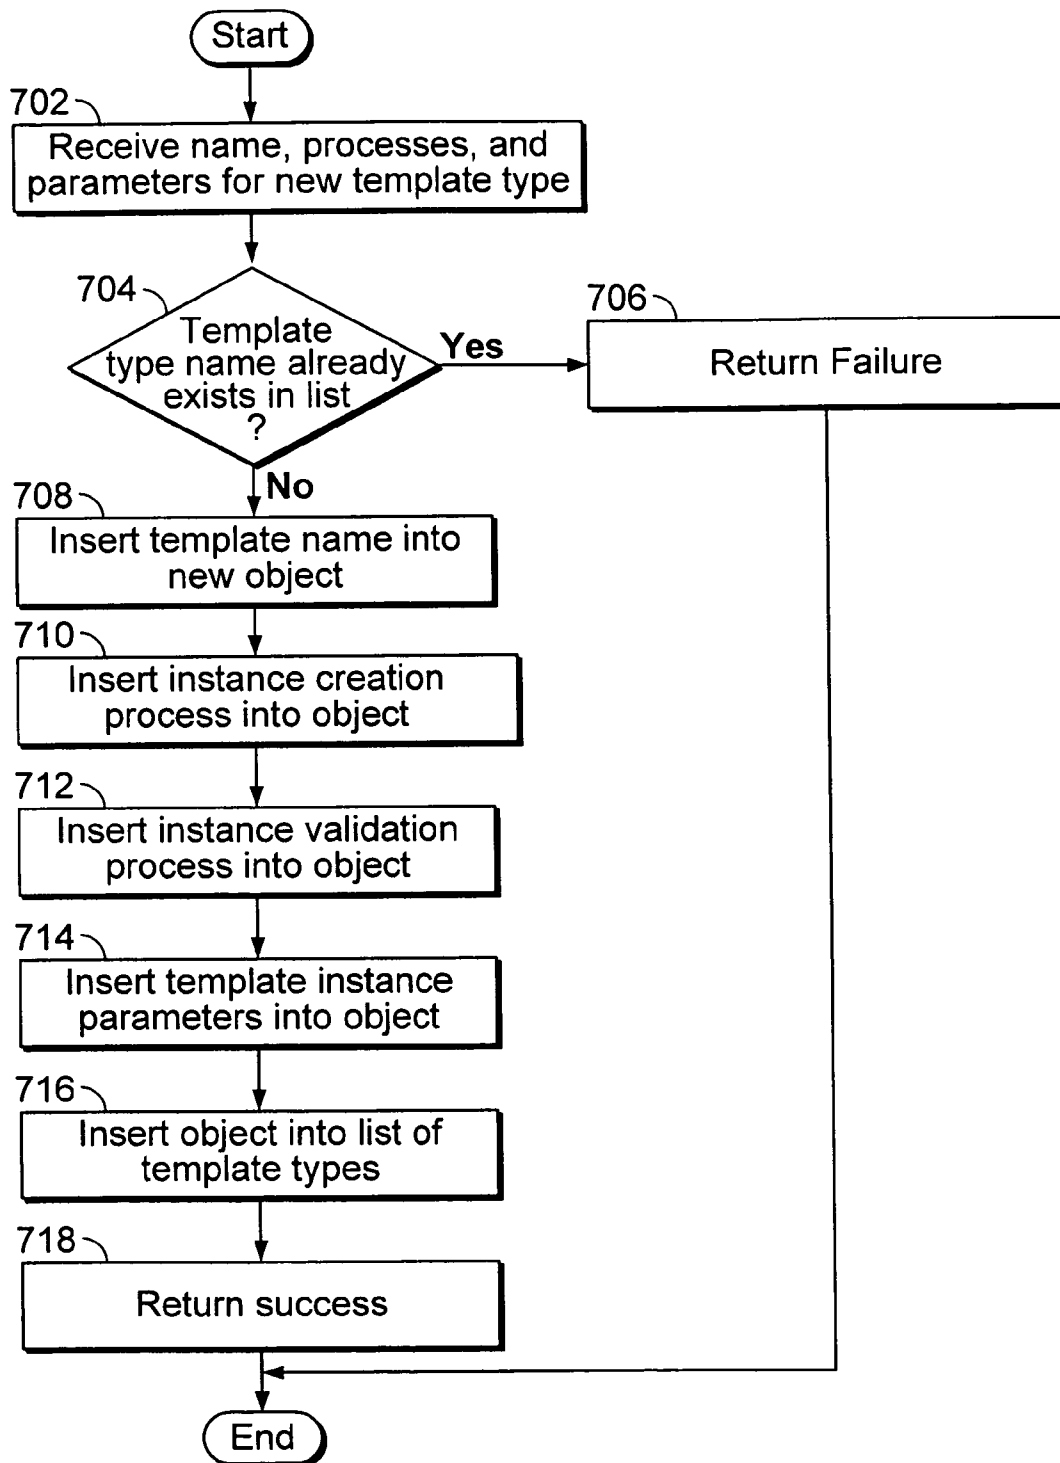 Start
702
Receive name, processes, and
parameters for new template type
704
Template
type name already
exists in list
?
Yes
706
Return Failure
No
708
Insert template name into
new object
710
Insert instance creation
process into object
712
Insert instance validation
process into object
714
Insert template instance
parameters into object
716
Insert object into list of
template types
718
Return success
End